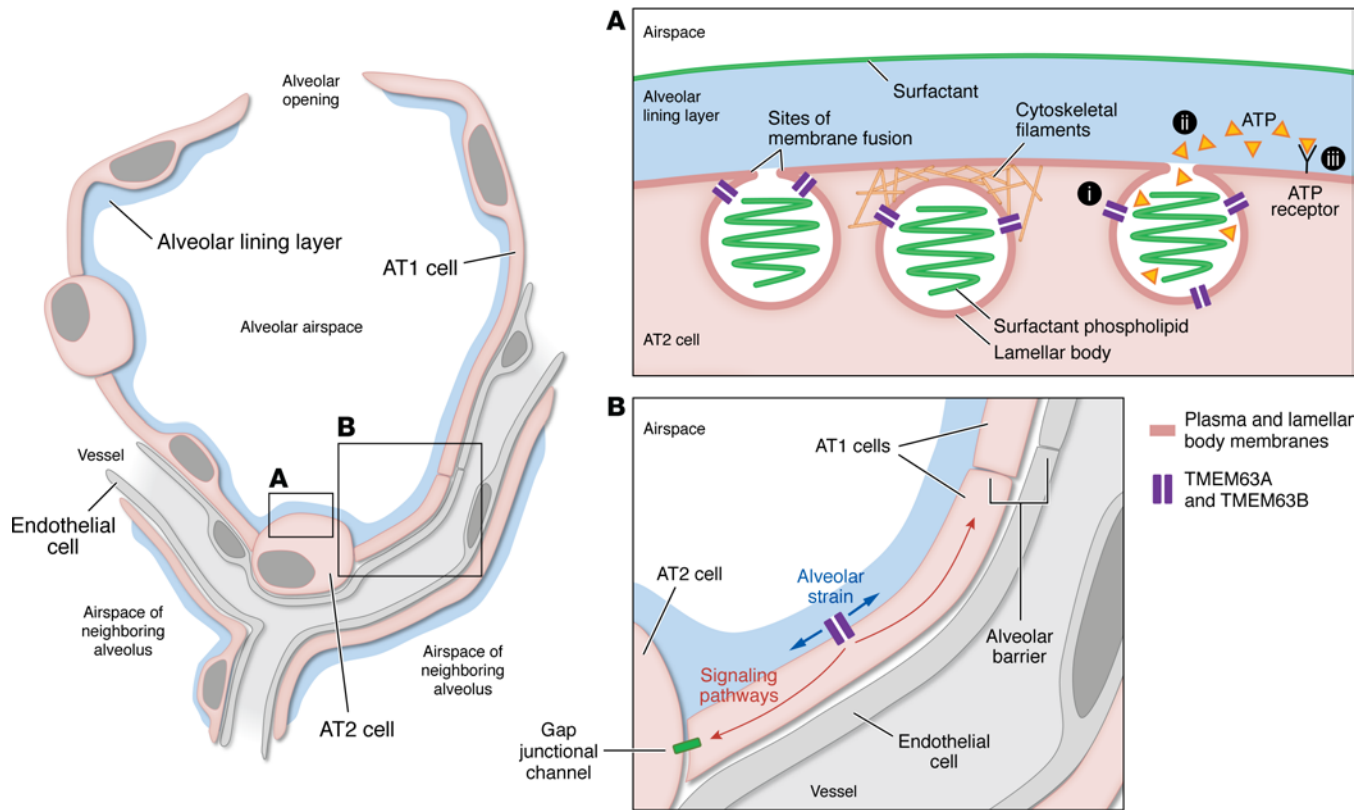 Alveolar
opening
Alveolar lining layer
AT1 cell
Alveolar airspace
Vessel
A
B
Endothelial
cell
Airspace of
neighboring
alveolus
Airspace of
neighboring
alveolus
AT2 cell
A
Airspace
Alveolar
lining layer
Surfactant
Sites of
membrane fusion
Cytoskeletal
filaments
ii
ATP
iii
i
ATP
receptor
Surfactant phospholipid
Lamellar body
AT2 cell
B
Airspace
AT1 cells
AT2 cell
Alveolar
strain
Alveolar
barrier
Signaling
pathways
Gap
junctional
channel
Endothelial
cell
Vessel
Plasma and lamellar
body membranes
TMEM63A
and TMEM63B